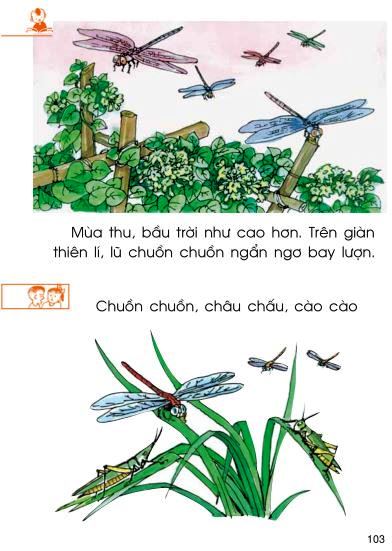 Mùa thu, bầu trời như cao hơn. Trên giàn
thiên lí, lũ chuồn chuồn ngẩn ngơ bay lượn.
Chuồn chuồn, châu chấu, cào cào
103